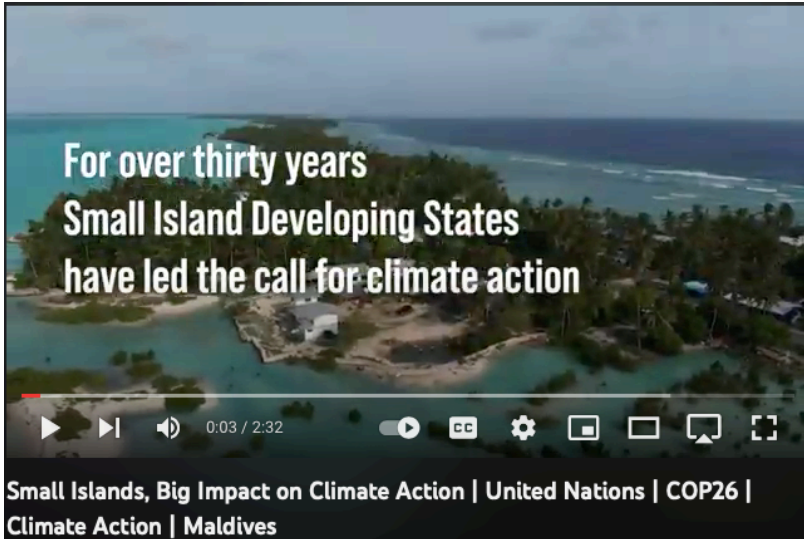 For over thirty years
Small Island Developing States
have led the call for climate action
0:03 / 2:32
CC
Small Islands, Big Impact on Climate Action | United Nations | COP26 |
Climate Action | Maldives